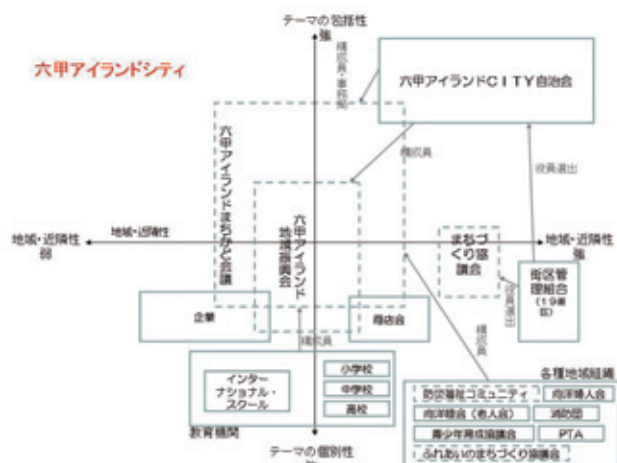 テーマの包括性
強
六甲アイランドシティ
構成員・事務局
六甲アイランドCITY自治会
構成員
役員選出
六甲アイランドまちかど会議
六甲アイランド
地域振興会
地域・近隣性
弱
地域・近隣性
まちづ
くり協
議会
地域・近隣性
強
街区管
理組合
(19街
区)
役員選出
企業
商店会
構成員
構成員
インター
ナショナル・
スクール
小学校
中学校
高校
教育機関
各種地域組織
防災福祉コミュニティ
向洋婦人会
消防団
青少年育成協議会
PTA
ふれあいのまちづくり協議会
テーマの個別性